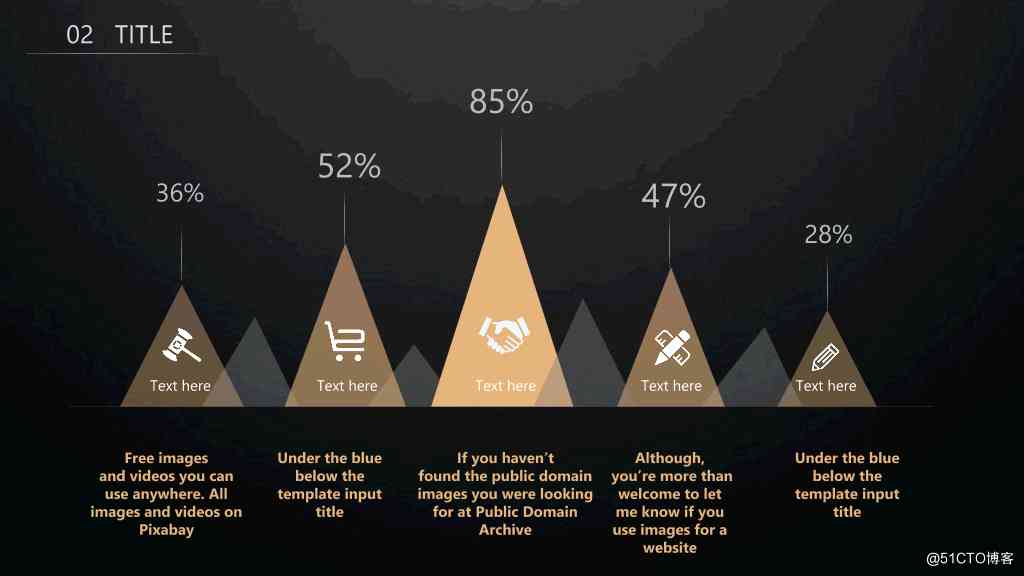 02 TITLE
85%
52%
36%
47%
28%
Text here
Text here
Text here
Text here
Text here
Free images
and videos you can
use anywhere. All
images and videos on
Pixabay
Under the blue
below the
template input
title
If you haven’t
found the public domain
images you were looking
for at Public Domain
Archive
Although,
you’re more than
welcome to let
me know if you
use images for a
website
Under the blue
below the
template input
title
@51CTO博客